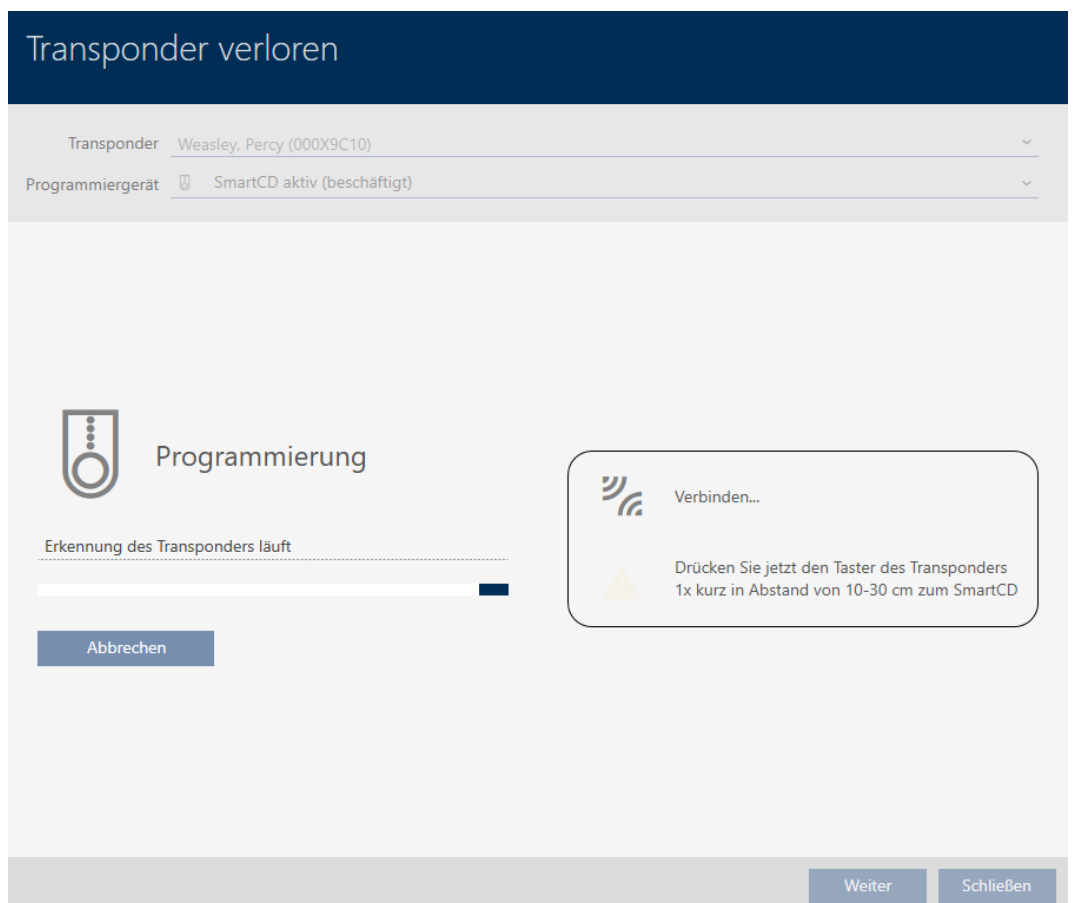 Transponder verloren
Transponder Weasley, Percy (000X9C10)
Programmiergerät SmartCD aktiv (beschäftigt)
Programmierung
Erkennung des Transponders läuft
Abbrechen
Verbinden...
Drücken Sie jetzt den Taster des Transponders
1x kurz in Abstand von 10-30 cm zum SmartCD
Weiter Schließen